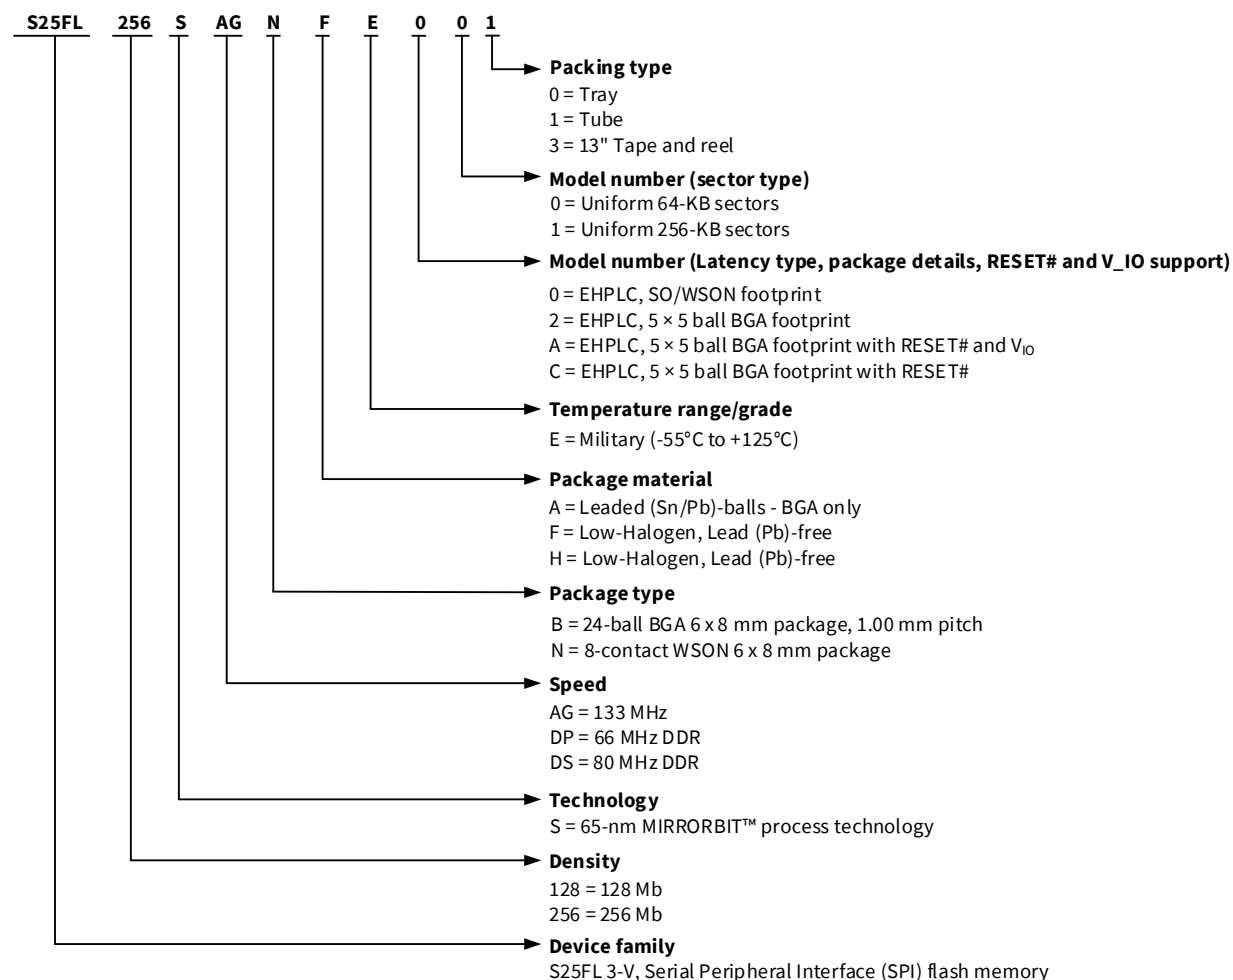 S25FL 256 S AG N F E 0 0 1
Packing type
0 = Tray
1 = Tube
3 = 13" Tape and reel
Model number (sector type)
0 = Uniform 64-KB sectors
1 = Uniform 256-KB sectors
Model number (Latency type, package details, RESET# and V_IO support)
0 = EHPLC, SO/WSON footprint
2 = EHPLC, 5 × 5 ball BGA footprint
A = EHPLC, 5 × 5 ball BGA footprint with RESET# and VIO
C = EHPLC, 5 × 5 ball BGA footprint with RESET#
Temperature range/grade
E = Military (-55°C to +125°C)
Package material
A = Leaded (Sn/Pb)-balls - BGA only
F = Low-Halogen, Lead (Pb)-free
H = Low-Halogen, Lead (Pb)-free
Package type
B = 24-ball BGA 6 x 8 mm package, 1.00 mm pitch
N = 8-contact WSON 6 x 8 mm package
Speed
AG = 133 MHz
DP = 66 MHz DDR
DS = 80 MHz DDR
Technology
S = 65-nm MIRRORBIT™ process technology
Density
128 = 128 Mb
256 = 256 Mb
Device family
S25FL 3-V, Serial Peripheral Interface (SPI) flash memory